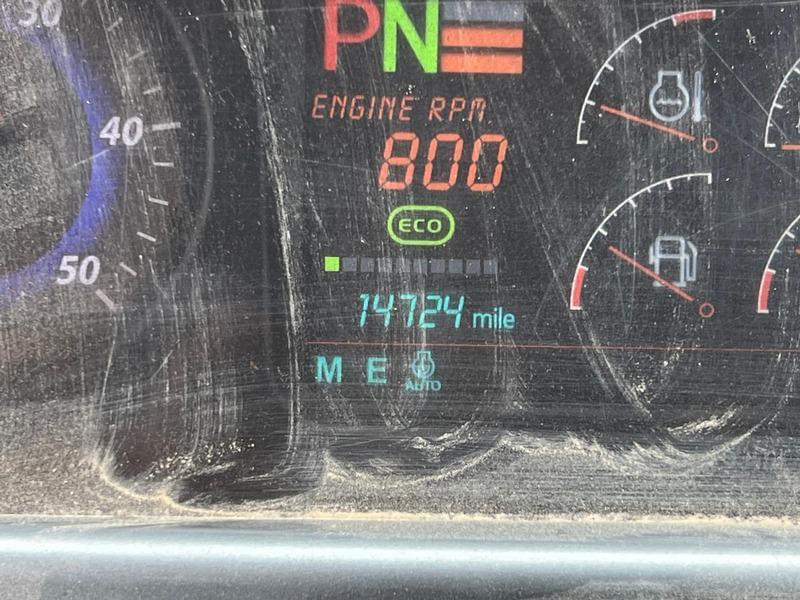 30
PN
ENGINE RPM
40
800
ECO
50
14724 mile
M E AUTO